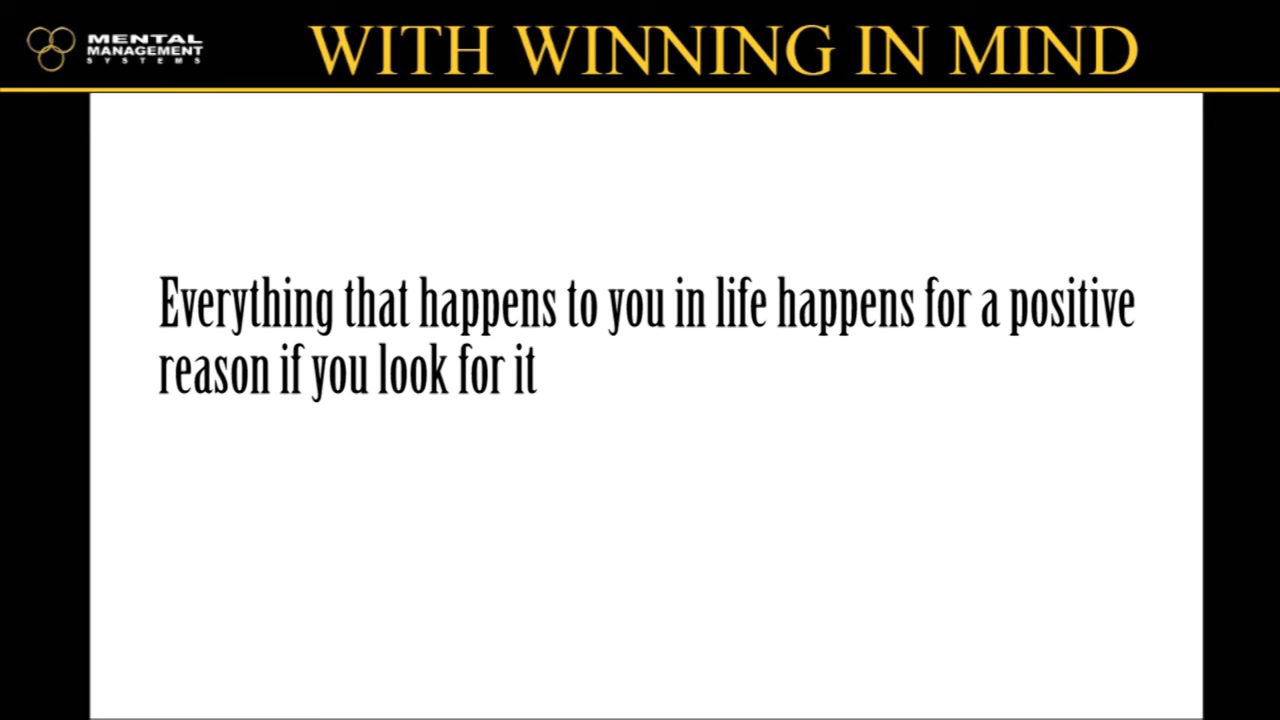 MENTAL
MANAGEMENT
SYSTEMS
WITH WINNING IN MIND
Everything that happens to you in life happens for a positive
reason if you look for it